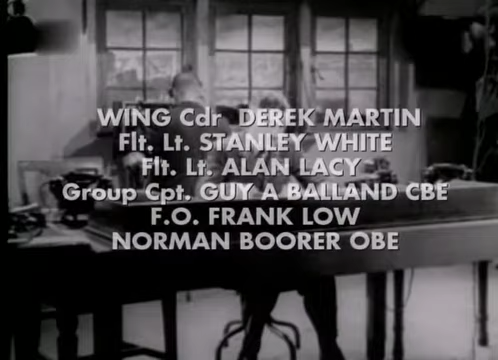 WING Cdr DEREK MARTIN
Flt. Lt. STANLEY WHITE
Flt. Lt. ALAN LACY
Group Cpt. GUY A BALLAND CBE
F.O. FRANK LOW
NORMAN BOORER OBE